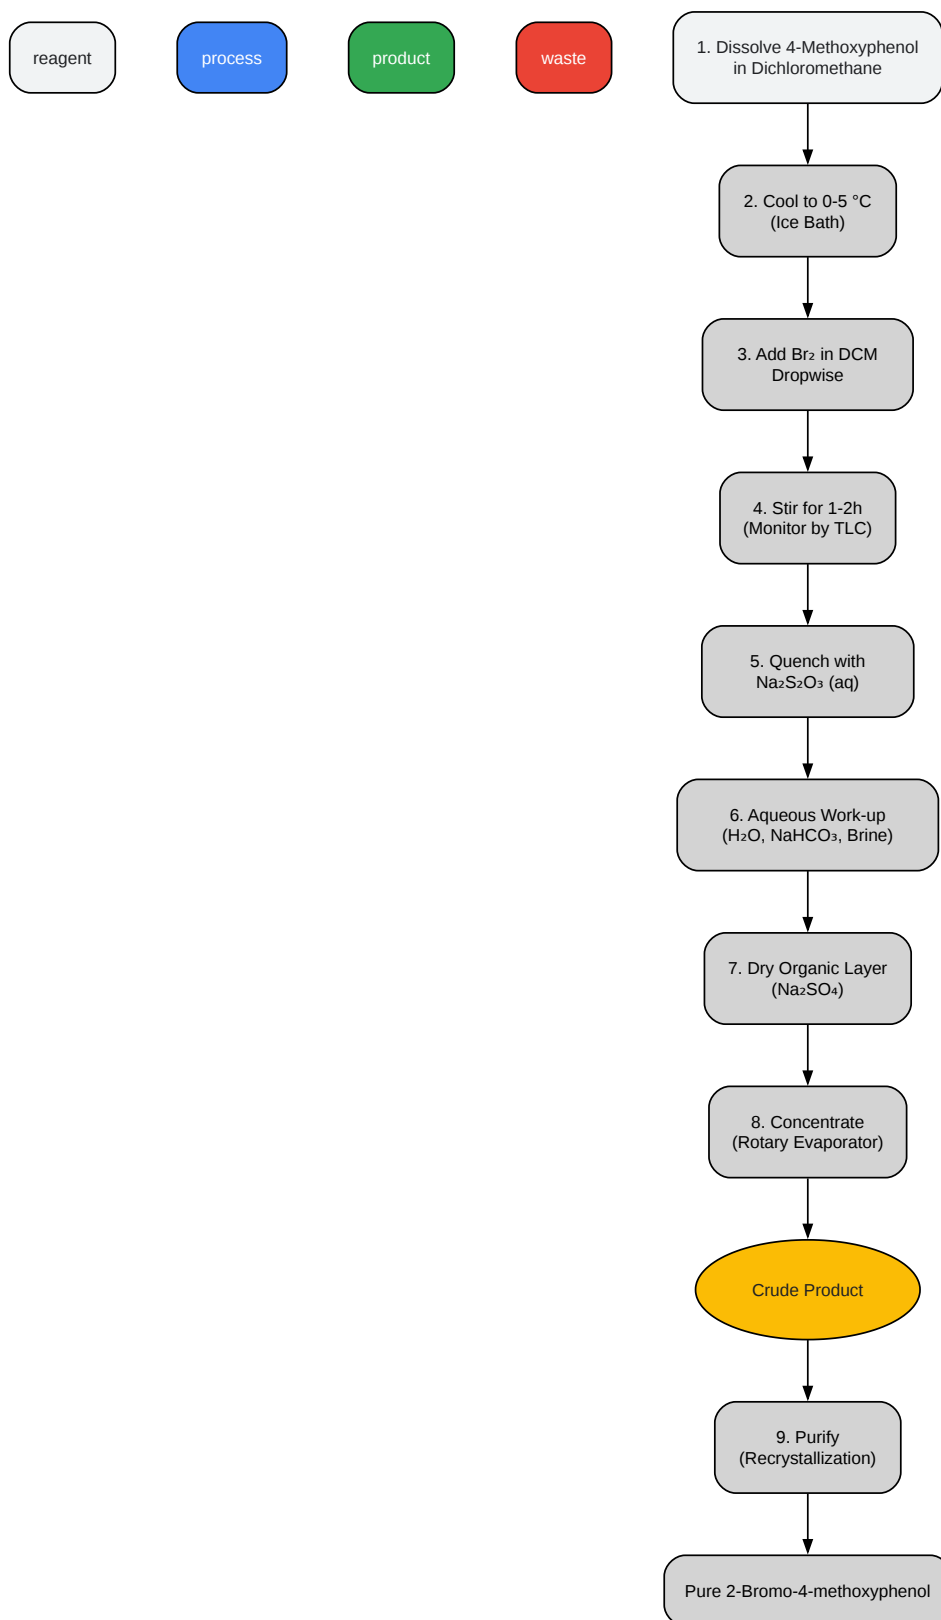 reagent
process
product
waste
1. Dissolve 4-Methoxyphenol
in Dichloromethane
2. Cool to 0-5 °C
(Ice Bath)
3. Add Br₂ in DCM
Dropwise
4. Stir for 1-2h
(Monitor by TLC)
5. Quench with
Na₂S₂O₃ (aq)
6. Aqueous Work-up
(H₂O, NaHCO₃, Brine)
7. Dry Organic Layer
(Na₂SO₄)
8. Concentrate
(Rotary Evaporator)
Crude Product
9. Purify
(Recrystallization)
Pure 2-Bromo-4-methoxyphenol